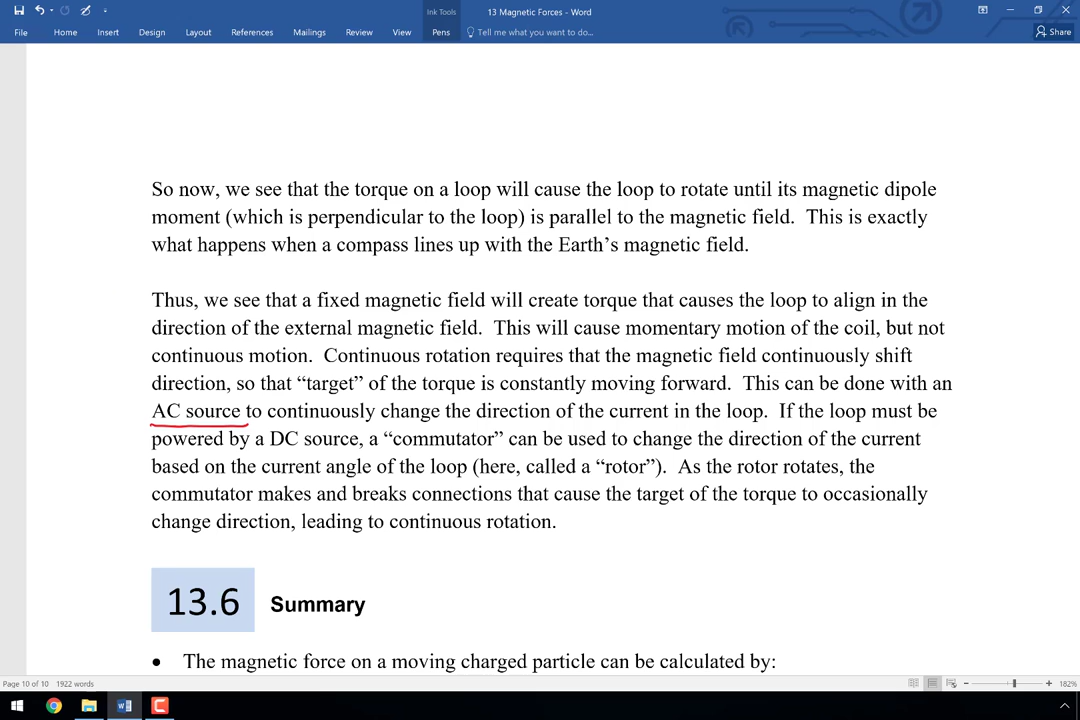 Ink Tools
13 Magnetic Forces - Word
File Home Insert Design Layout References Mailings Review View Pens Tell me what you want to do... Share
So now, we see that the torque on a loop will cause the loop to rotate until its magnetic dipole
moment (which is perpendicular to the loop) is parallel to the magnetic field.  This is exactly
what happens when a compass lines up with the Earth’s magnetic field.
Thus, we see that a fixed magnetic field will create torque that causes the loop to align in the
direction of the external magnetic field.  This will cause momentary motion of the coil, but not
continuous motion.  Continuous rotation requires that the magnetic field continuously shift
direction, so that “target” of the torque is constantly moving forward.  This can be done with an
AC source to continuously change the direction of the current in the loop.  If the loop must be
powered by a DC source, a “commutator” can be used to change the direction of the current
based on the current angle of the loop (here, called a “rotor”).  As the rotor rotates, the
commutator makes and breaks connections that cause the target of the torque to occasionally
change direction, leading to continuous rotation.
13.6 Summary
• The magnetic force on a moving charged particle can be calculated by:
Page 10 of 10 1922 words 182%